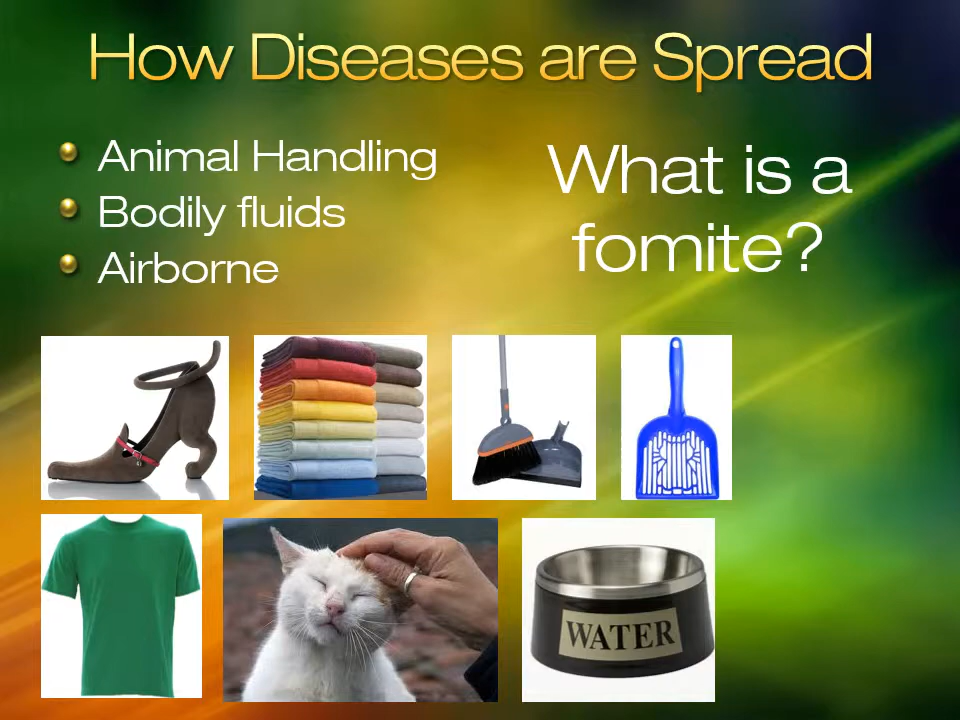 How Diseases are Spread
Animal Handling
Bodily fluids
Airborne
What is a
fomite?
WATER